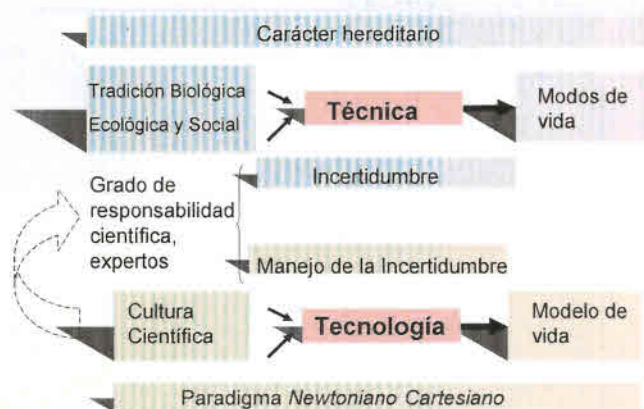 Carácter hereditario
Tradición Biológica
Ecológica y Social
Técnica
Modos de
vida
Grado de
responsabilidad
científica,
expertos
Incertidumbre
Manejo de la Incertidumbre
Cultura
Científica
Tecnología
Modelo de
vida
Paradigma Newtoniano Cartesiano